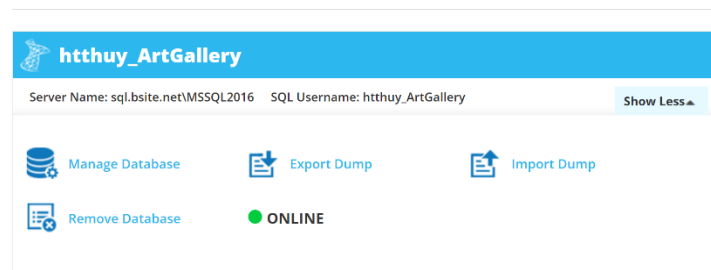 htthuy_ArtGallery
Server Name: sql.bsite.net\MSSQL2016 SQL Username: htthuy_ArtGallery Show Less
Manage Database Export Dump Import Dump
Remove Database ONLINE